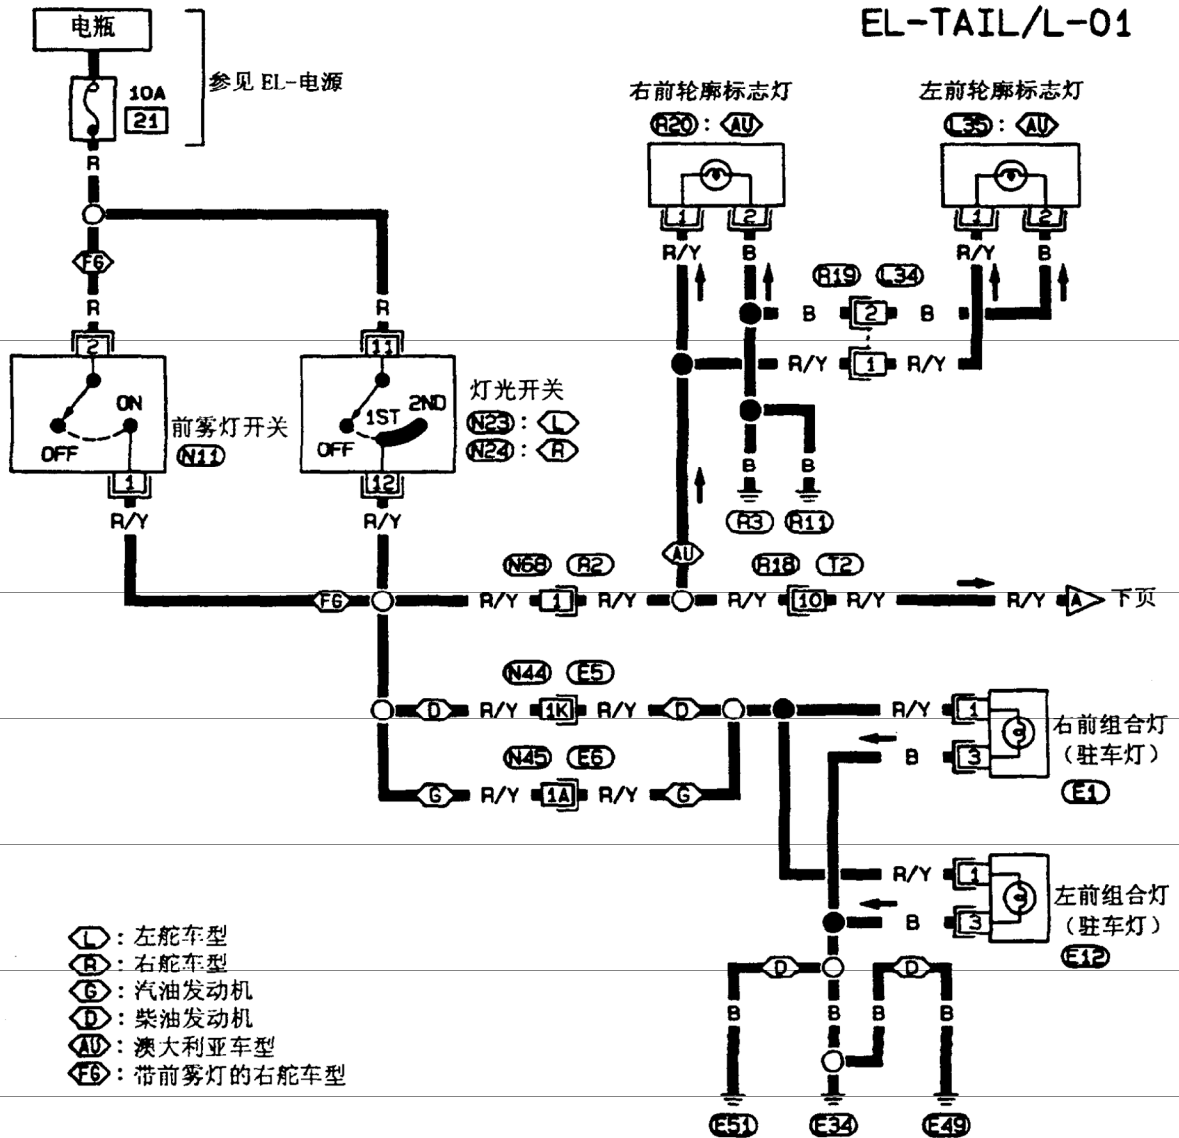 EL-TAIL/L-01
电瓶
参见 EL-电源
10A
21
右前轮廓标志灯
R20 : AU
左前轮廓标志灯
L35 : AU
R
1 2
1 2
FG
R/Y B
R/Y B
R19 L34
R
R
B 2 B
2
11
R/Y 1 R/Y
灯光开关
N23 : L
N24 : R
ON
OFF
前雾灯开关
N11
1ST 2ND
OFF
1
12
B B
R3 R11
R/Y
R/Y
AU
N68 R2
R18 T2
FG
R/Y 1 R/Y
R/Y 10 R/Y
R/Y A 下页
N44 E5
D R/Y 1K R/Y D
R/Y 1
右前组合灯
(驻车灯)
E1
B 3
N45 E6
G R/Y 1A R/Y G
R/Y 1
左前组合灯
(驻车灯)
E12
B 3
D D
B B B B
E51 E34 E49
L : 左舵车型
R : 右舵车型
G : 汽油发动机
D : 柴油发动机
AU : 澳大利亚车型
FG : 带前雾灯的右舵车型